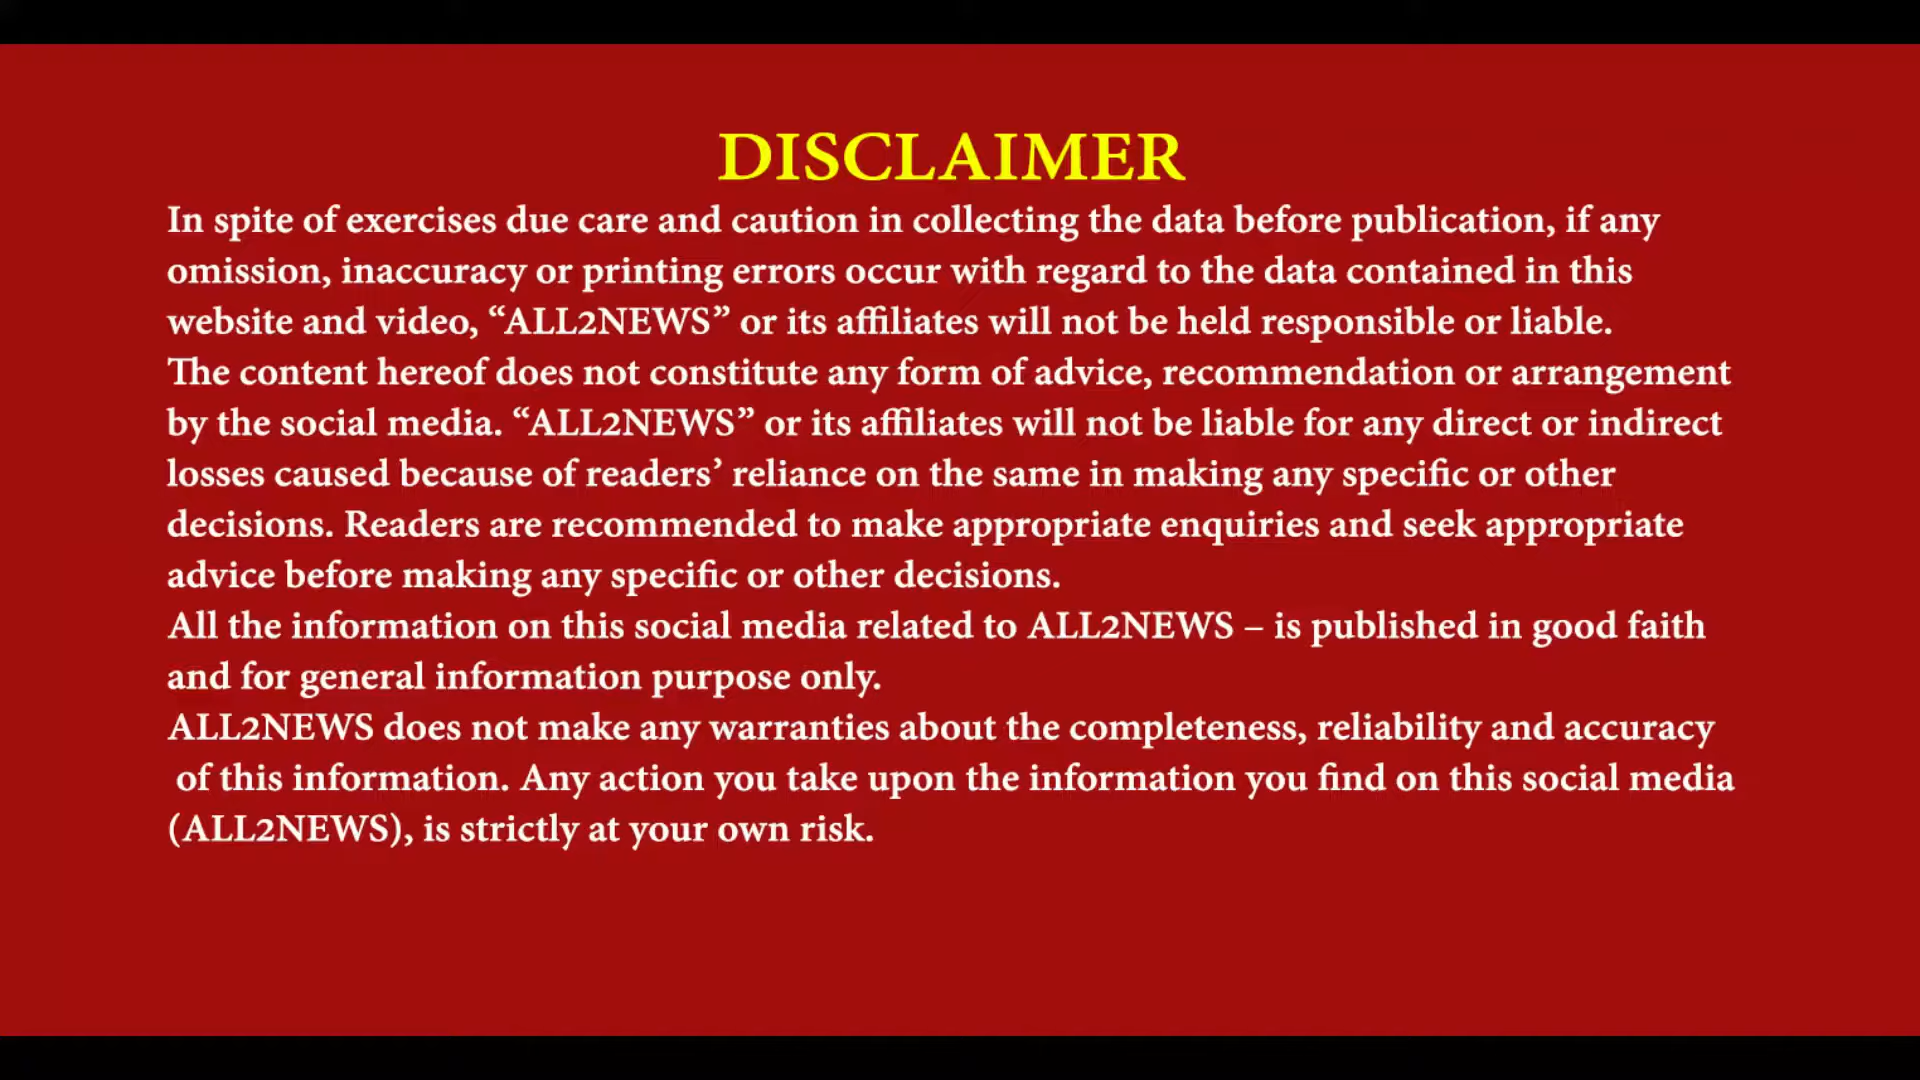 DISCLAIMER
In spite of exercises due care and caution in collecting the data before publication, if any
omission, inaccuracy or printing errors occur with regard to the data contained in this
website and video, “ALL2NEWS” or its affiliates will not be held responsible or liable.
The content hereof does not constitute any form of advice, recommendation or arrangement
by the social media. “ALL2NEWS” or its affiliates will not be liable for any direct or indirect
losses caused because of readers’ reliance on the same in making any specific or other
decisions. Readers are recommended to make appropriate enquiries and seek appropriate
advice before making any specific or other decisions.
All the information on this social media related to ALL2NEWS – is published in good faith
and for general information purpose only.
ALL2NEWS does not make any warranties about the completeness, reliability and accuracy
of this information. Any action you take upon the information you find on this social media
(ALL2NEWS), is strictly at your own risk.